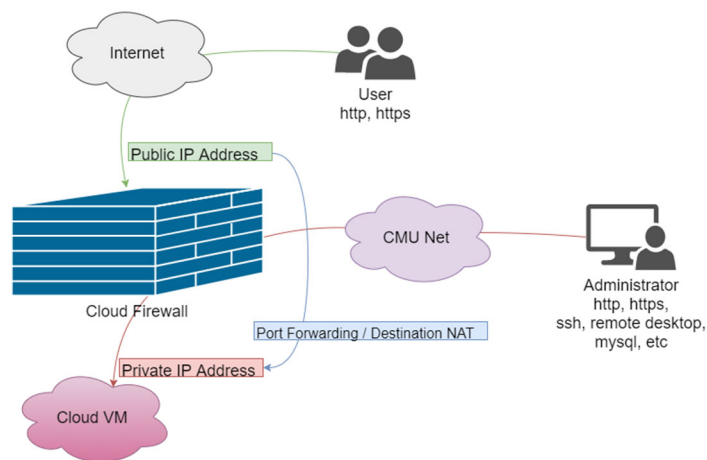 Internet
User
http, https
Public IP Address
CMU Net
Administrator
http, https,
ssh, remote desktop,
mysql, etc
Cloud Firewall
Port Forwarding / Destination NAT
Private IP Address
Cloud VM